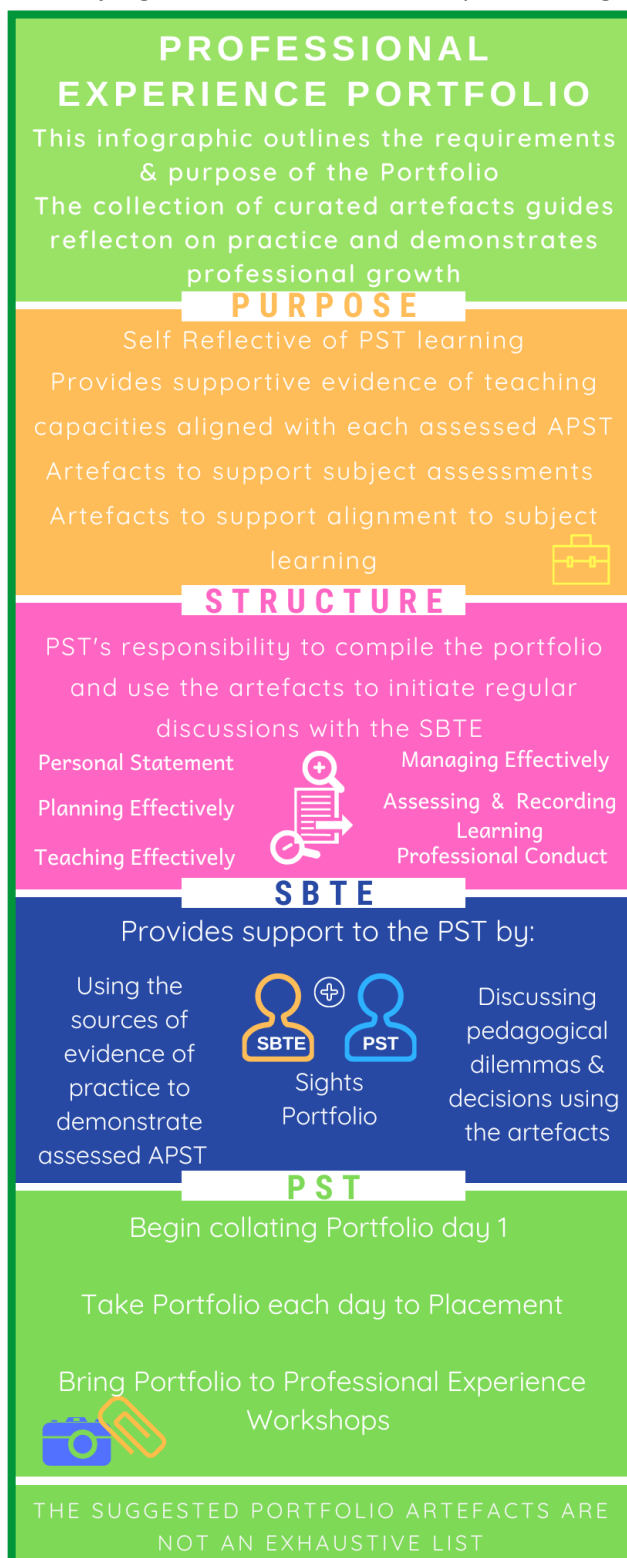 PROFESSIONAL
EXPERIENCE PORTFOLIO
This infographic outlines the requirements
& purpose of the Portfolio
The collection of curated artefacts guides
reflecton on practice and demonstrates
professional growth
PURPOSE
Self Reflective of PST learning
Provides supportive evidence of teaching
capacities aligned with each assessed APST
Artefacts to support subject assessments
Artefacts to support alignment to subject
learning
STRUCTURE
PST's responsibility to compile the portfolio
and use the artefacts to initiate regular
discussions with the SBTE
Personal Statement
Planning Effectively
Teaching Effectively
Managing Effectively
Assessing & Recording
Learning
Professional Conduct
SBTE
Provides support to the PST by:
Using the
sources of
evidence of
practice to
demonstrate
assessed APST
SBTE
PST
Sights
Portfolio
Discussing
pedagogical
dilemmas &
decisions using
the artefacts
PST
Begin collating Portfolio day 1
Take Portfolio each day to Placement
Bring Portfolio to Professional Experience
Workshops
THE SUGGESTED PORTFOLIO ARTEFACTS ARE
NOT AN EXHAUSTIVE LIST